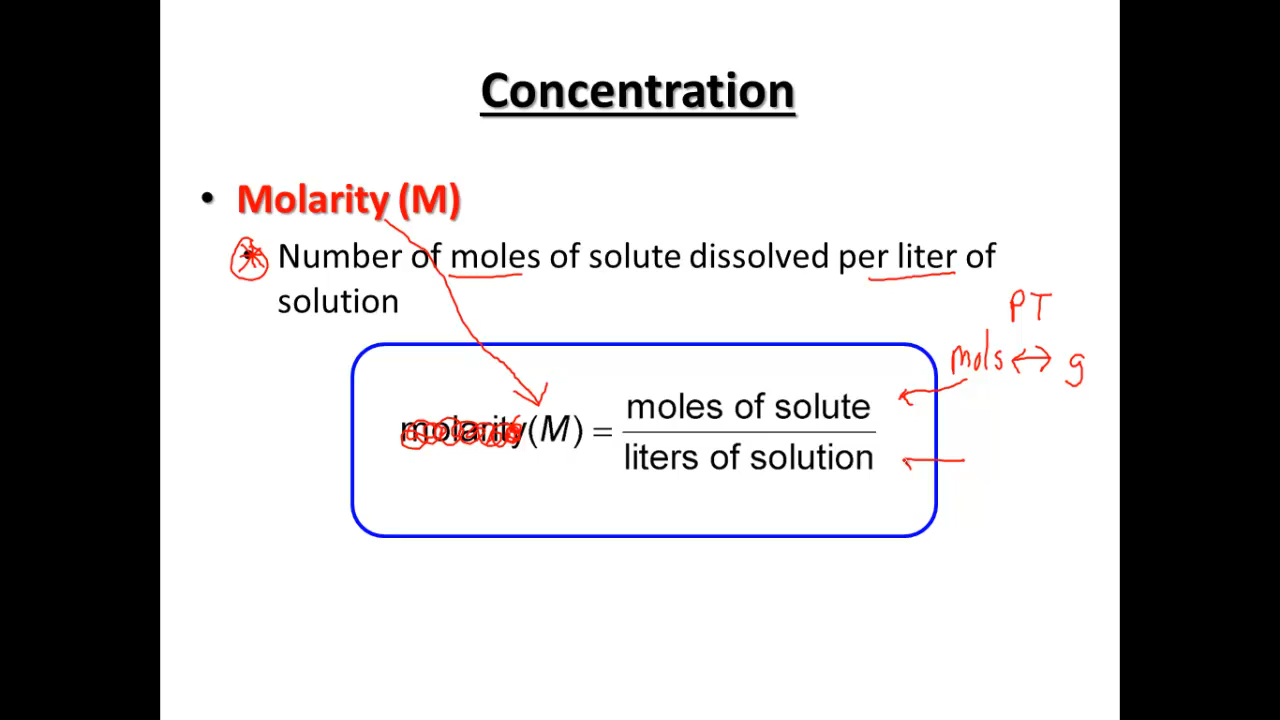 Concentration
• Molarity (M)
Number of moles of solute dissolved per liter of
solution
PT
mols ↔ g
molarity (M) = moles of solute
liters of solution